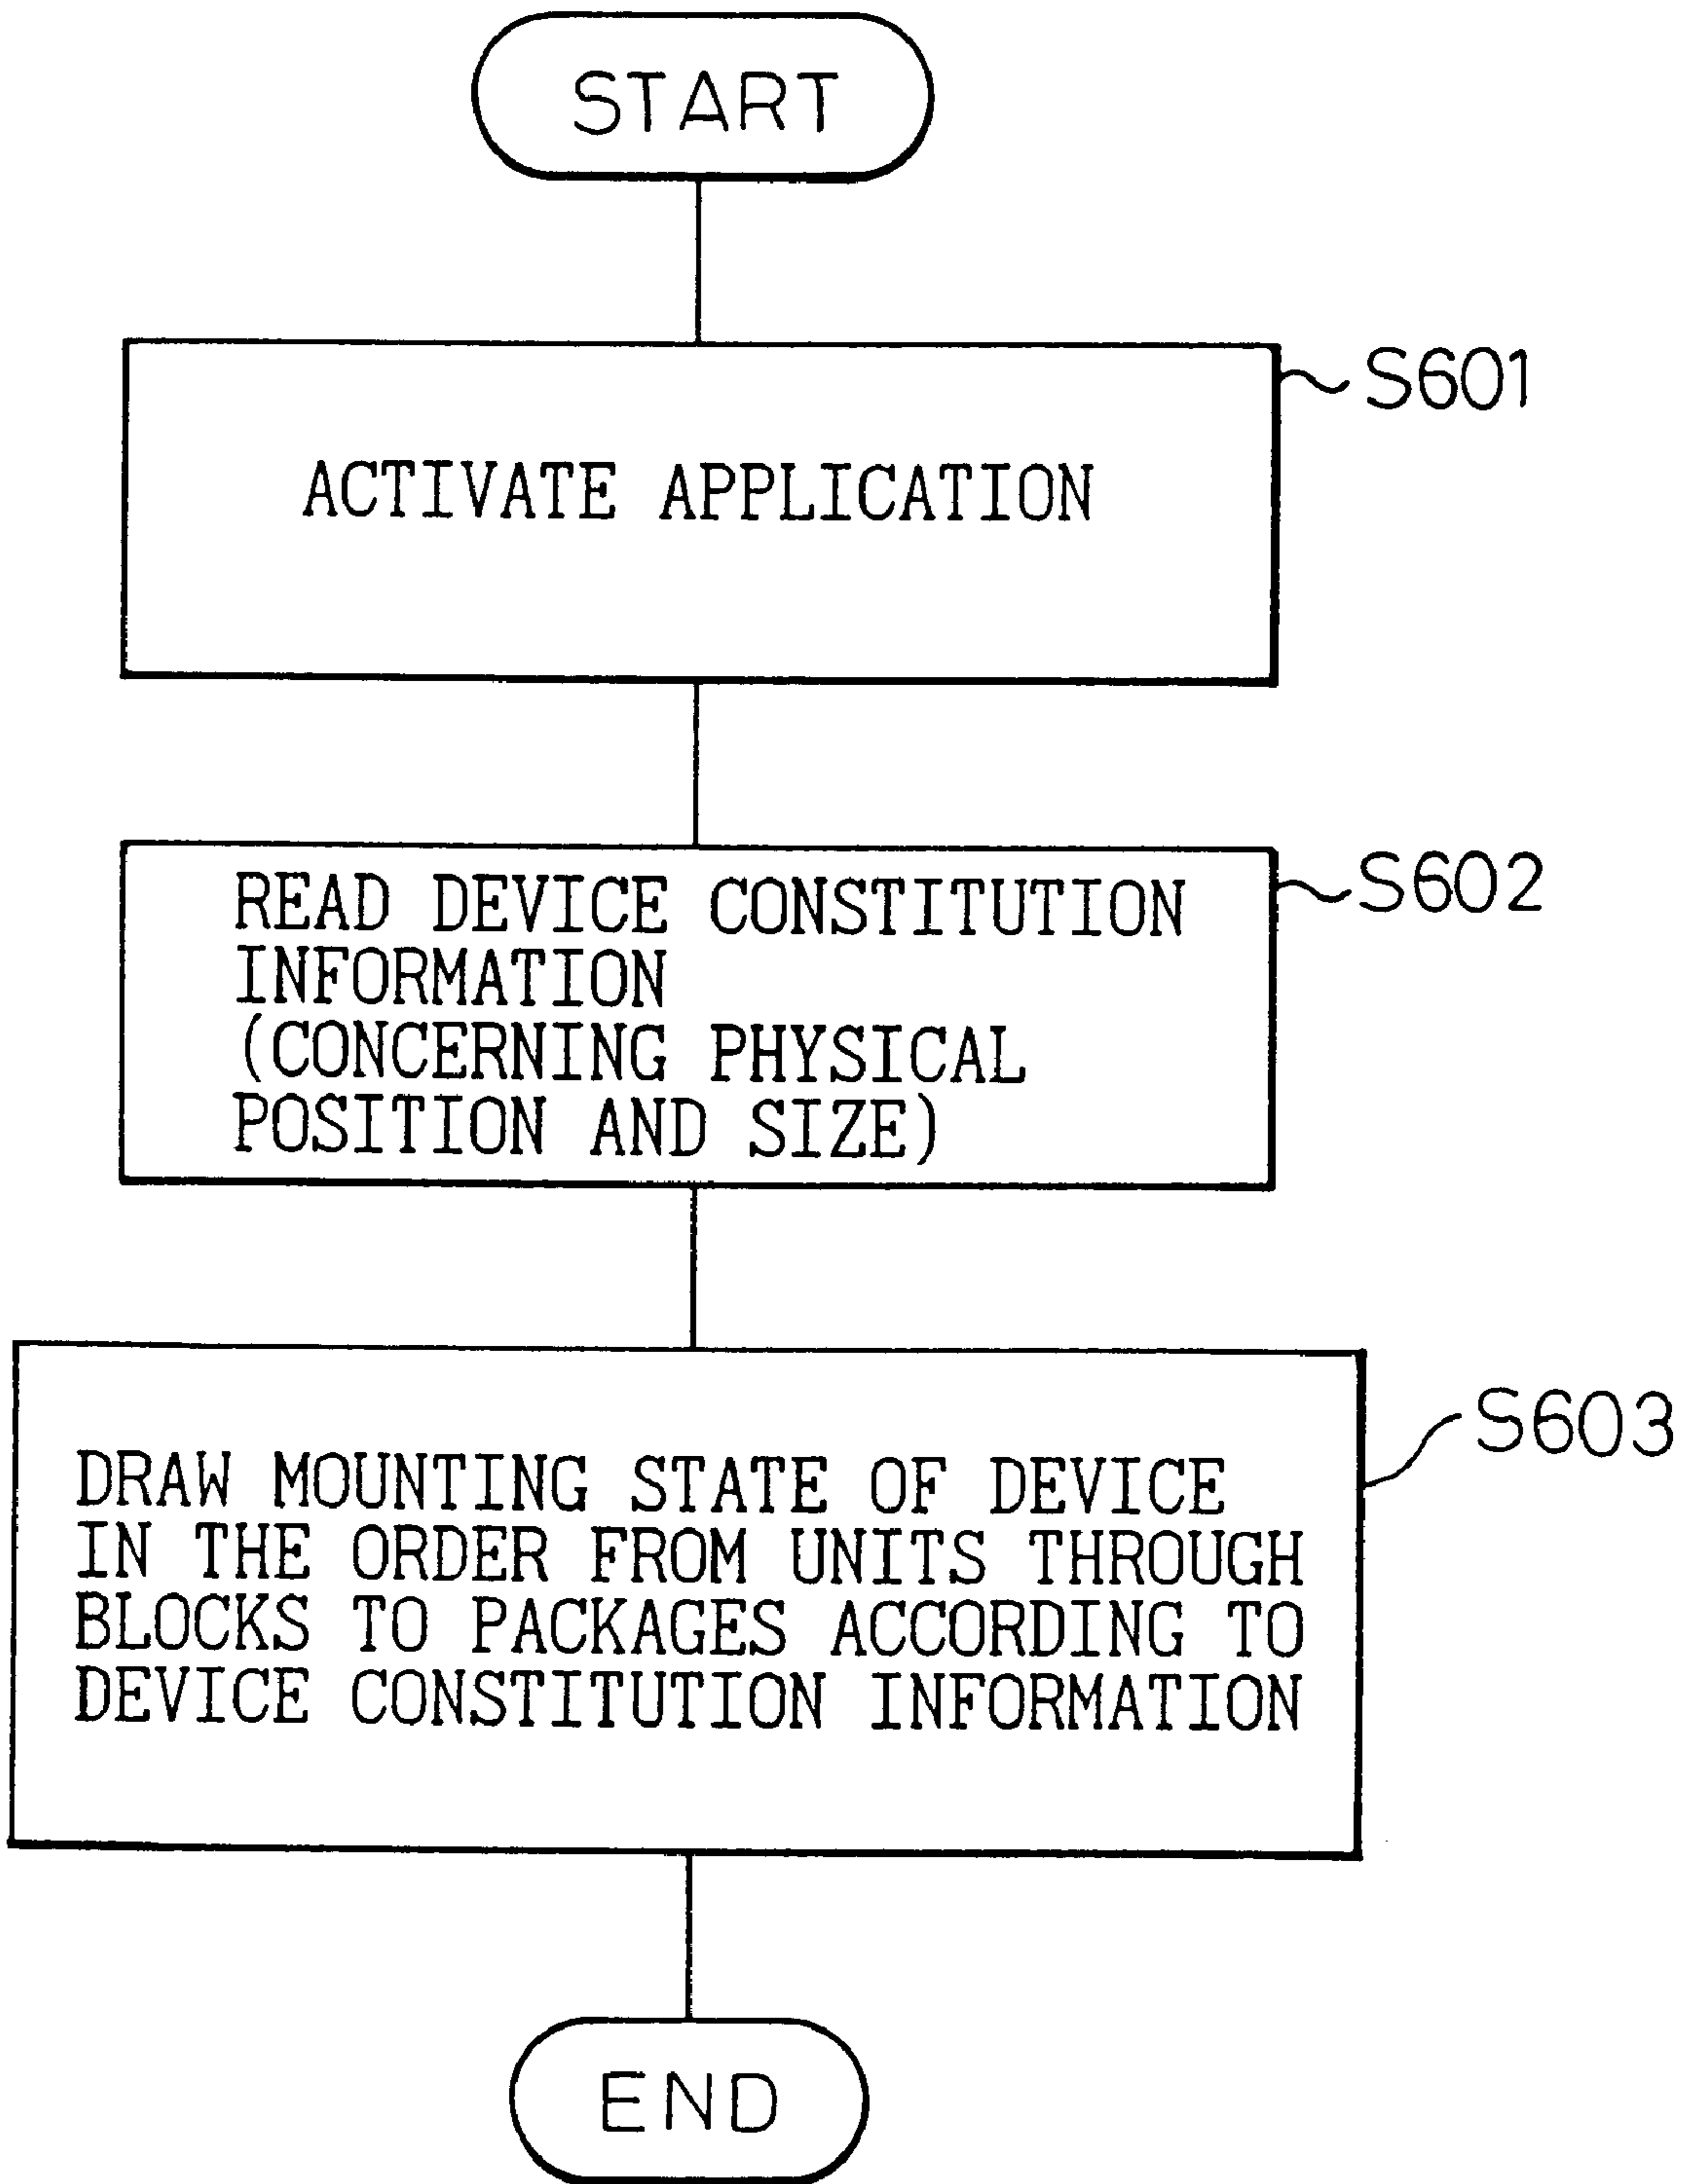 START
S601
ACTIVATE APPLICATION
S602
READ DEVICE CONSTITUTION
INFORMATION
(CONCERNING PHYSICAL
POSITION AND SIZE)
S603
DRAW MOUNTING STATE OF DEVICE
IN THE ORDER FROM UNITS THROUGH
BLOCKS TO PACKAGES ACCORDING TO
DEVICE CONSTITUTION INFORMATION
END